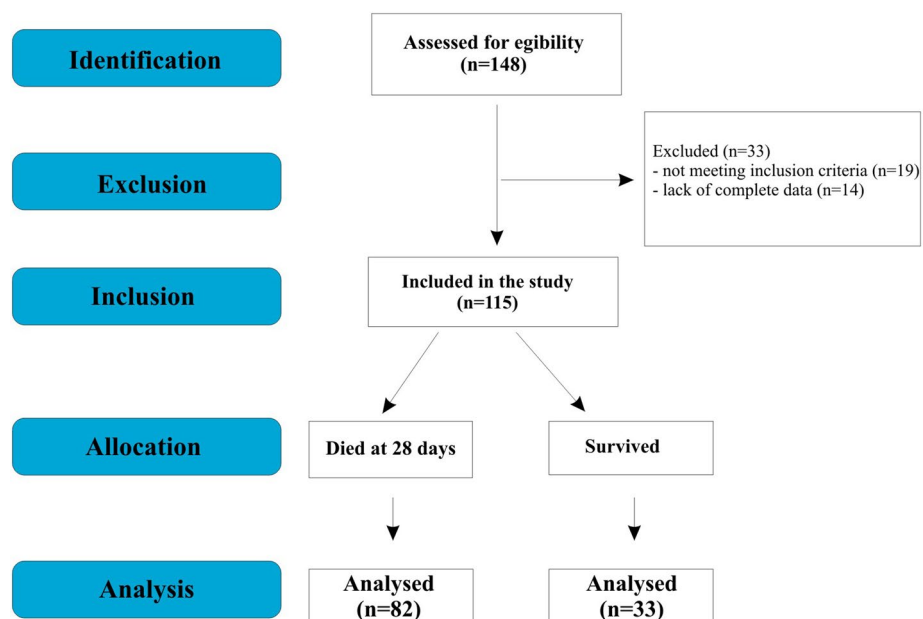 Identification
Assessed for egibility
(n=148)
Exclusion
Excluded (n=33)
- not meeting inclusion criteria (n=19)
- lack of complete data (n=14)
Inclusion
Included in the study
(n=115)
Allocation
Died at 28 days
Survived
Analysis
Analysed
(n=82)
Analysed
(n=33)